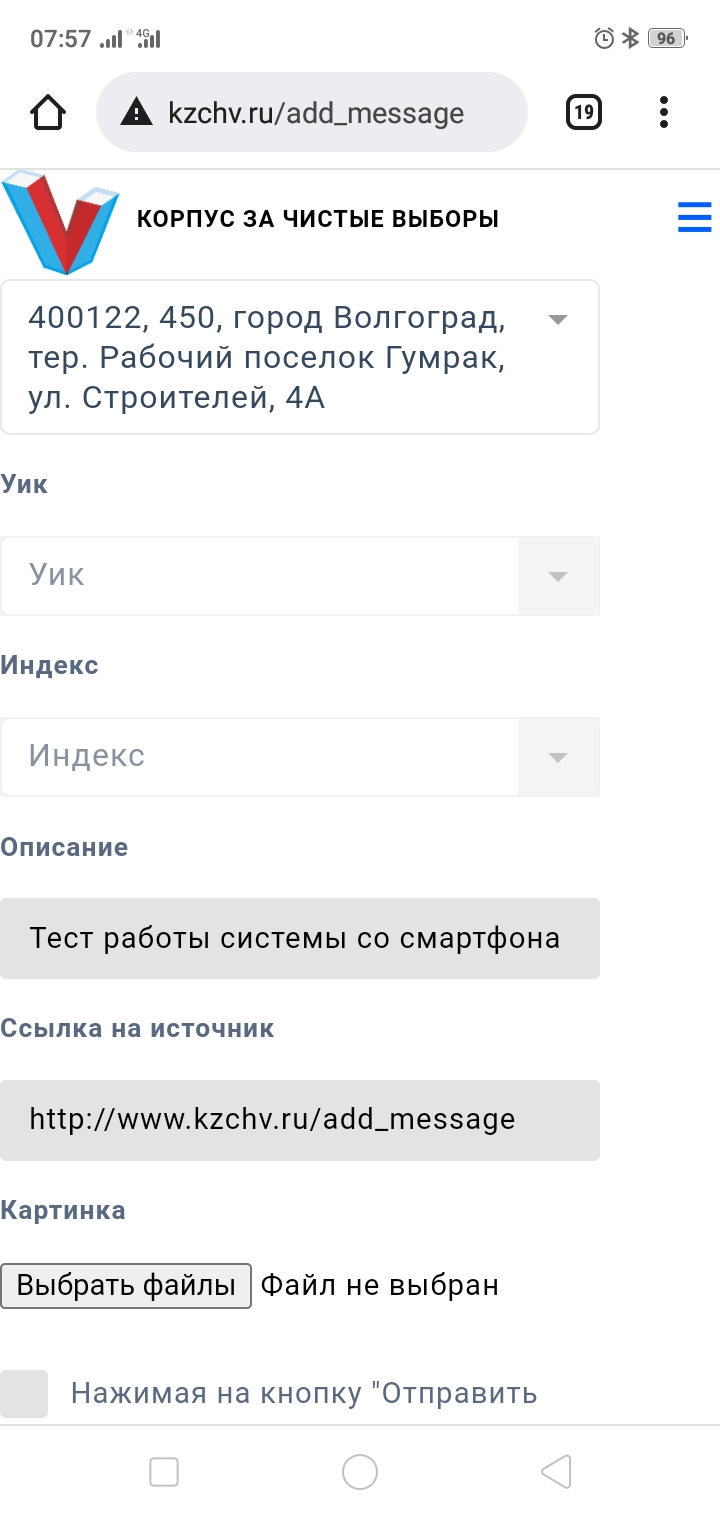 07:57
4G
96
kzchv.ru/add_message
19
КОРПУС ЗА ЧИСТЫЕ ВЫБОРЫ
400122, 450, город Волгоград,
тер. Рабочий поселок Гумрак,
ул. Строителей, 4А
Уик
Уик
Индекс
Индекс
Описание
Тест работы системы со смартфона
Ссылка на источник
http://www.kzchv.ru/add_message
Картинка
Выбрать файлы Файл не выбран
Нажимая на кнопку "Отправить